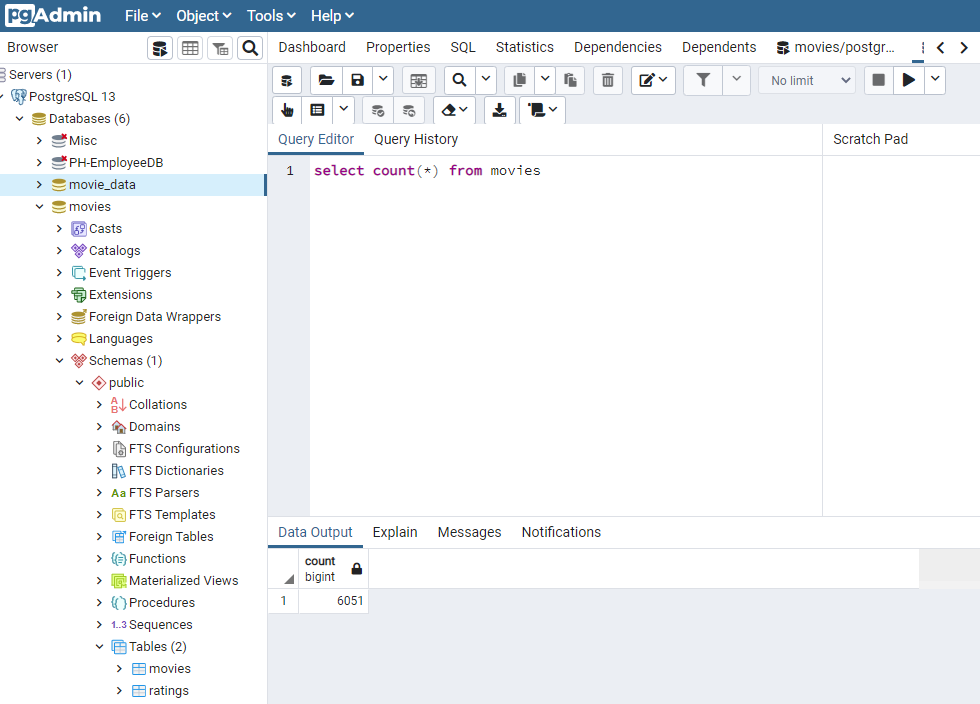 pgAdmin File Object Tools Help
Browser
Dashboard Properties SQL Statistics Dependencies Dependents movies/postgr...
Servers (1)
PostgreSQL 13
Databases (6)
Misc
PH-EmployeeDB
movie_data
movies
Casts
Catalogs
Event Triggers
Extensions
Foreign Data Wrappers
Languages
Schemas (1)
public
Collations
Domains
FTS Configurations
FTS Dictionaries
Aa FTS Parsers
FTS Templates
Foreign Tables
Functions
Materialized Views
Procedures
1..3 Sequences
Tables (2)
movies
ratings
No limit
Query Editor Query History
Scratch Pad
1 select count(*) from movies
Data Output Explain Messages Notifications
count
bigint
1 6051